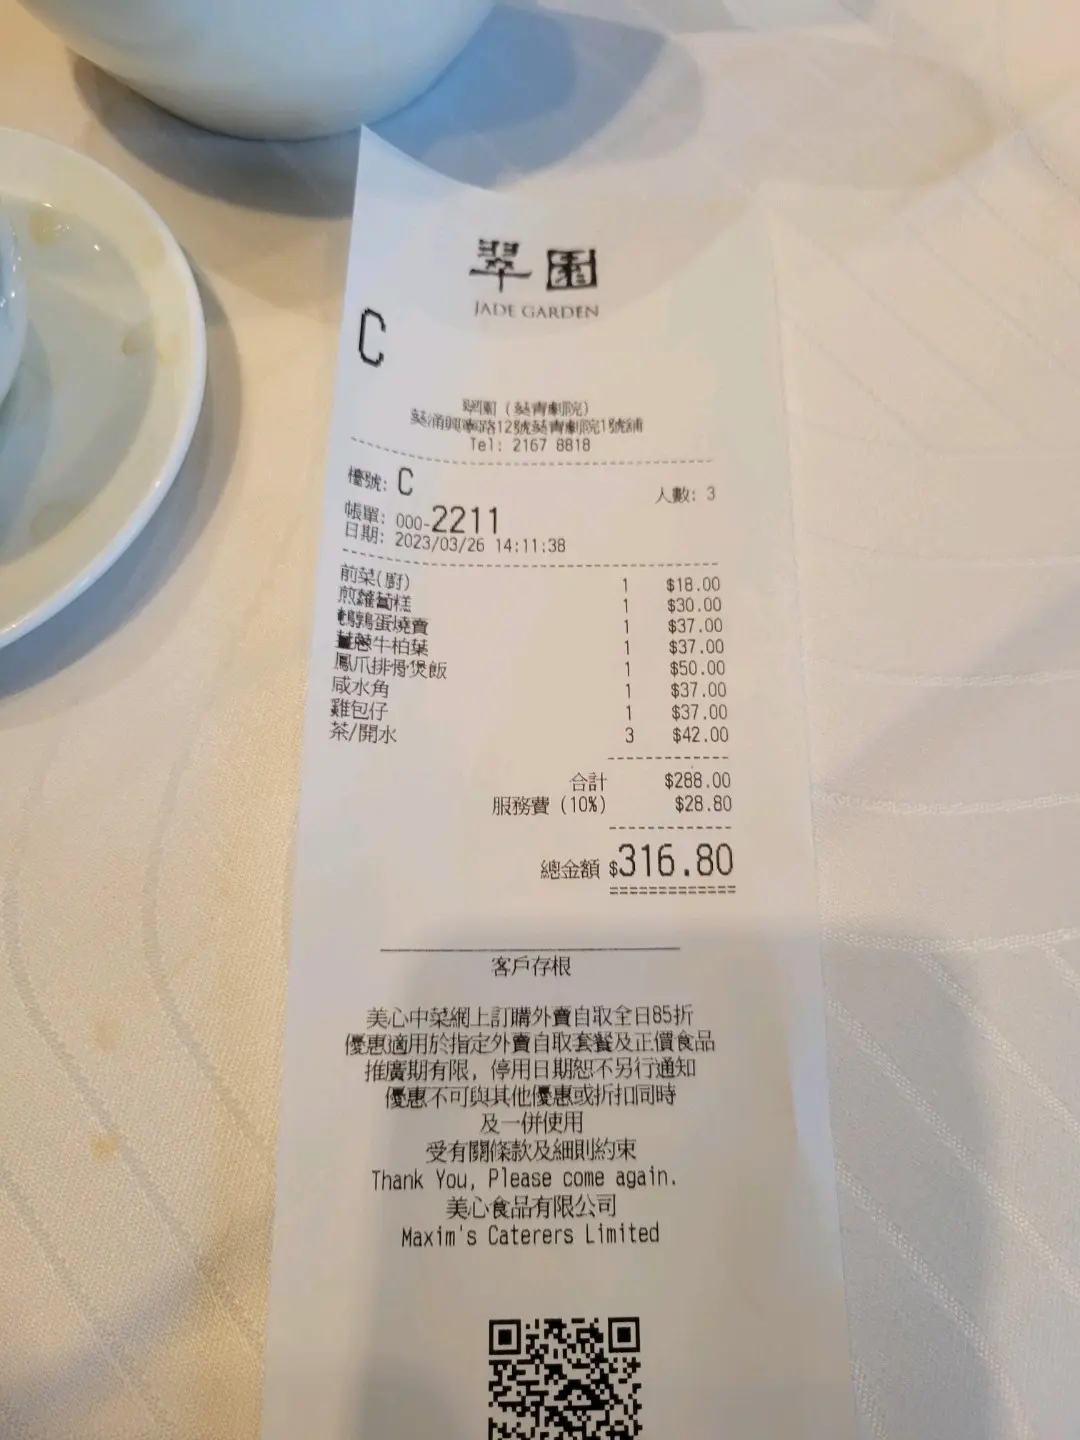 翠園
JADE GARDEN
C
翠園 (葵青劇院)
葵涌興寧路12號葵青劇院1號舖
Tel: 2167 8818
檯號: C 人數: 3
帳單: 000-2211
日期: 2023/03/26 14:11:38
前菜(廚) 1 $18.00
煎蘿蔔糕 1 $30.00
鵪鶉蛋燒賣 1 $37.00
薑蔥牛柏葉 1 $37.00
鳳爪排骨煲飯 1 $50.00
咸水角 1 $37.00
雞包仔 1 $37.00
茶/開水 3 $42.00
合計 $288.00
服務費 (10%) $28.80
總金額 $316.80
客戶存根
美心中菜網上訂購外賣自取全日85折
優惠適用於指定外賣自取套餐及正價食品
推廣期有限, 停用日期恕不另行通知
優惠不可與其他優惠或折扣同時
及一併使用
受有關條款及細則約束
Thank You, Please come again.
美心食品有限公司
Maxim's Caterers Limited